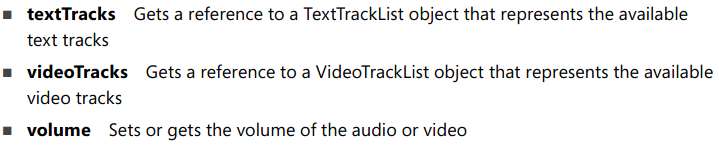 ■ textTracks Gets a reference to a TextTrackList object that represents the available
text tracks
■ videoTracks Gets a reference to a VideoTrackList object that represents the available
video tracks
■ volume Sets or gets the volume of the audio or video